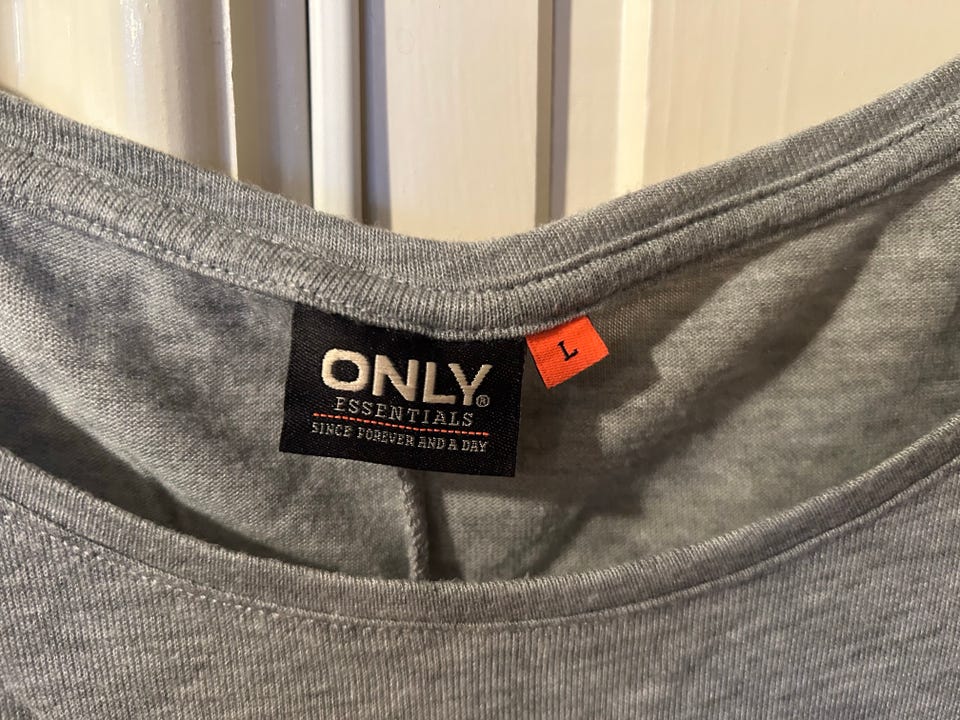 ONLY®
ESSENTIALS
SINCE FOREVER AND A DAY
L